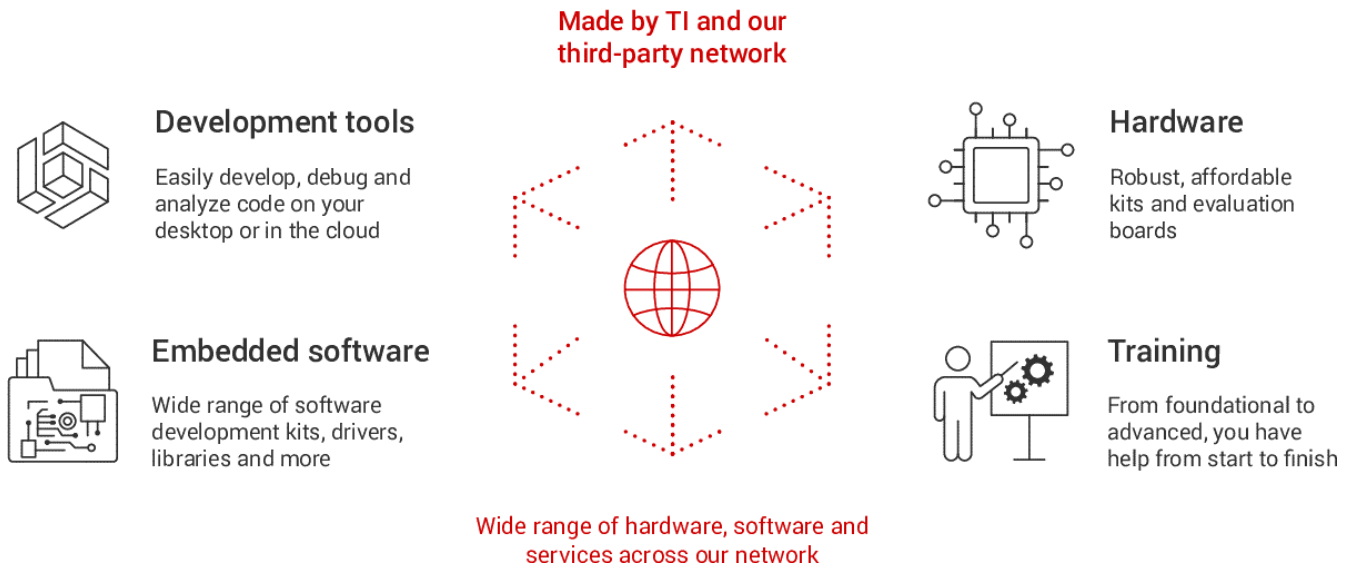 Made by TI and our
third-party network
Development tools
Easily develop, debug and
analyze code on your
desktop or in the cloud
Hardware
Robust, affordable
kits and evaluation
boards
Embedded software
Wide range of software
development kits, drivers,
libraries and more
Training
From foundational to
advanced, you have
help from start to finish
Wide range of hardware, software and
services across our network